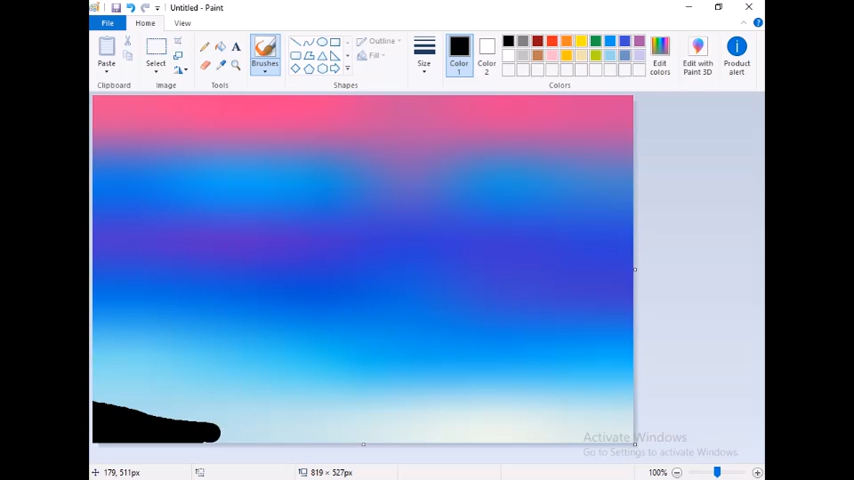 Untitled - Paint
File
Home
View
Paste
Select
Brushes
Outline
Fill
Size
Color 1
Color 2
Edit colors
Edit with Paint 3D
Product alert
Clipboard
Image
Tools
Shapes
Colors
Activate Windows
Go to Settings to activate Windows.
179, 511px
819 × 527px
100%